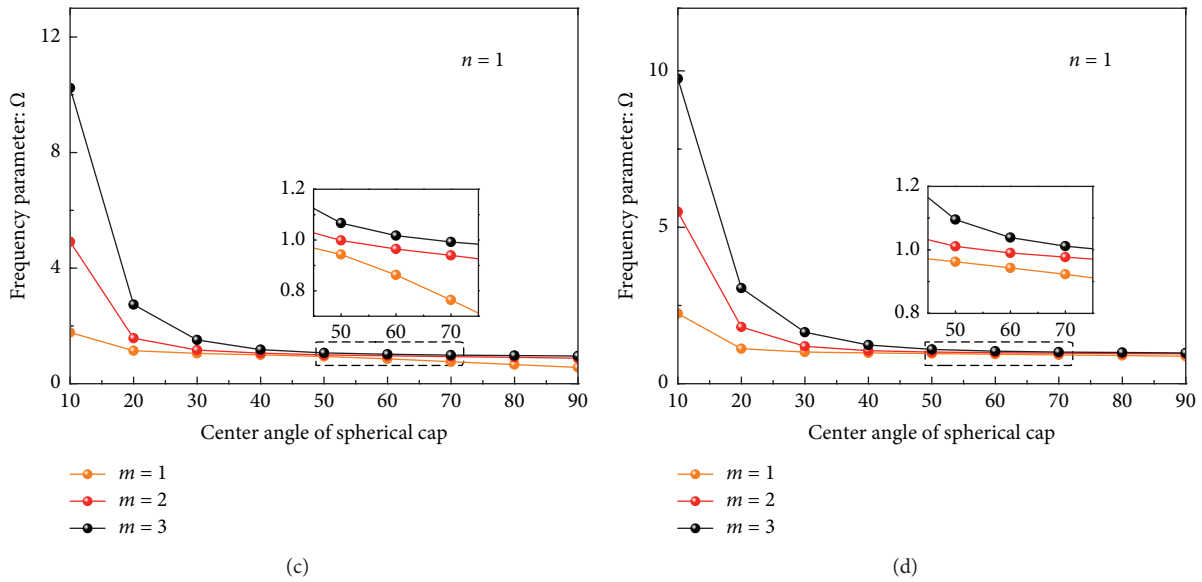 12
8
4
0
Frequency parameter: Ω
n = 1
1.2
1.0
0.8
50 60 70
10 20 30 40 50 60 70 80 90
Center angle of spherical cap
m = 1
m = 2
m = 3
(c)
10
5
0
Frequency parameter: Ω
n = 1
1.2
1.0
0.8
50 60 70
10 20 30 40 50 60 70 80 90
Center angle of spherical cap
m = 1
m = 2
m = 3
(d)